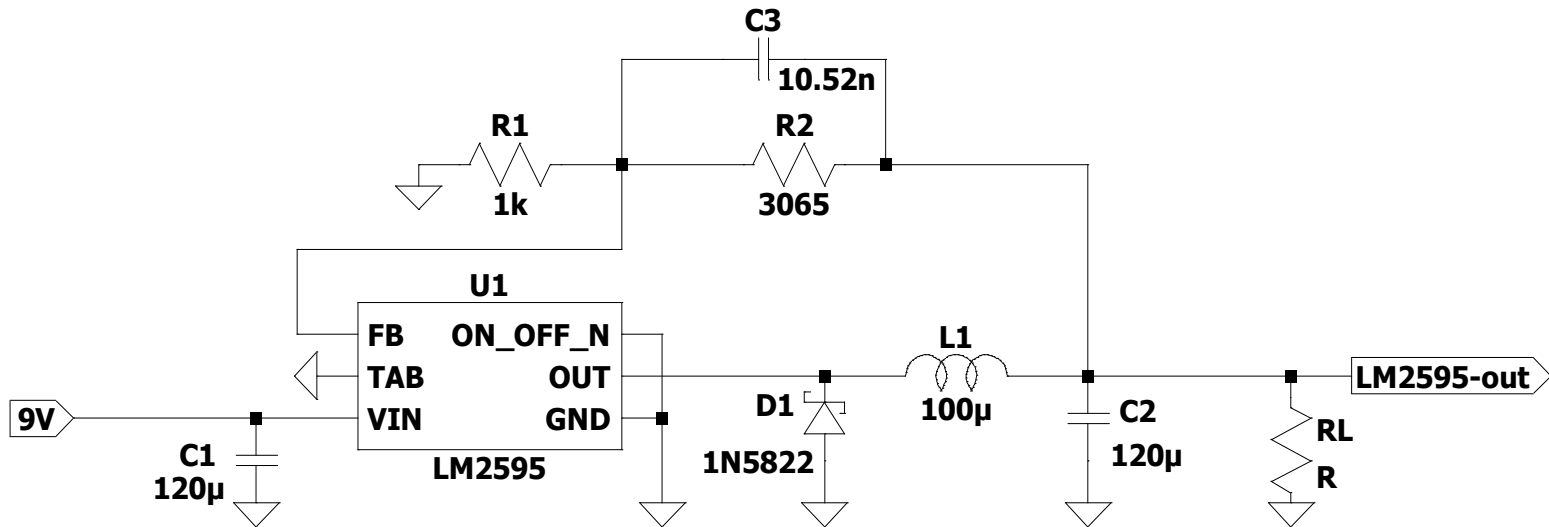 C3
10.52n
R1
R2
1k
3065
U1
FB ON_OFF_N
TAB OUT
VIN GND
LM2595
9V
C1
120µ
D1
1N5822
L1
100µ
C2
120µ
LM2595-out
RL
R